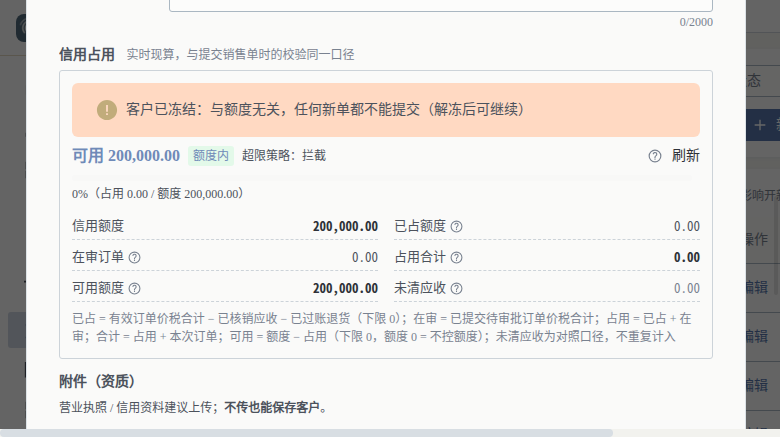 0/2000
信用占用 实时现算，与提交销售单时的校验同一口径
客户已冻结：与额度无关，任何新单都不能提交（解冻后可继续）
可用 200,000.00 额度内 超限策略：拦截 刷新
0%（占用 0.00 / 额度 200,000.00）
信用额度 200,000.00 已占额度 0.00
在审订单 0.00 占用合计 0.00
可用额度 200,000.00 未清应收 0.00
已占 = 有效订单价税合计 − 已核销应收 − 已过账退货（下限 0）；在审 = 已提交待审批订单价税合计；占用 = 已占 + 在
审；合计 = 占用 + 本次订单；可用 = 额度 − 占用（下限 0，额度 0 = 不控额度）；未清应收为对照口径，不重复计入
附件（资质）
营业执照 / 信用资料建议上传；不传也能保存客户。
态
影响开
操作
编辑
编辑
编辑